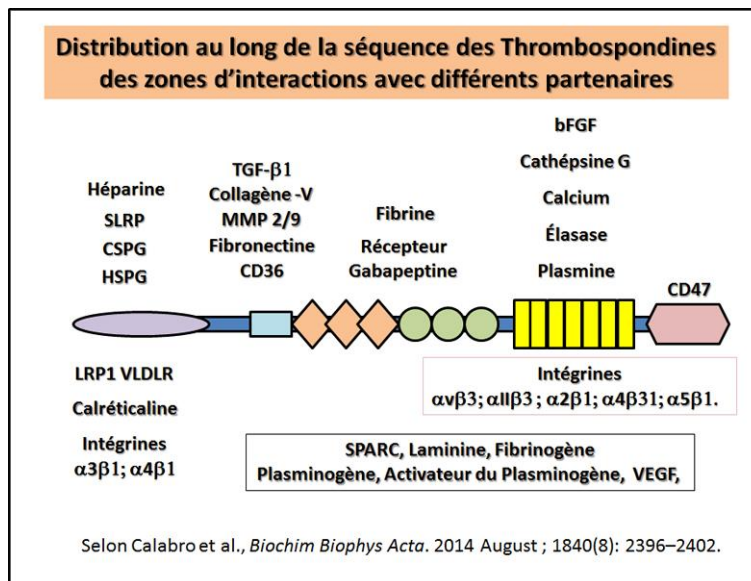 Distribution au long de la séquence des Thrombospondines
des zones d'interactions avec différents partenaires
Héparine
SLRP
CSPG
HSPG
TGF-β1
Collagène -V
MMP 2/9
Fibronectine
CD36
Fibrine
Récepteur
Gabapeptine
bFGF
Cathépsine G
Calcium
Élasase
Plasmine
CD47
LRP1 VLDLR
Calréticaline
Intégrines
α3β1; α4β1
Intégrines
αvβ3; αIIβ3 ; α2β1; α4β31; α5β1.
SPARC, Laminine, Fibrinogène
Plasminogène, Activateur du Plasminogène, VEGF,
Selon Calabro et al., Biochim Biophys Acta. 2014 August ; 1840(8): 2396–2402.